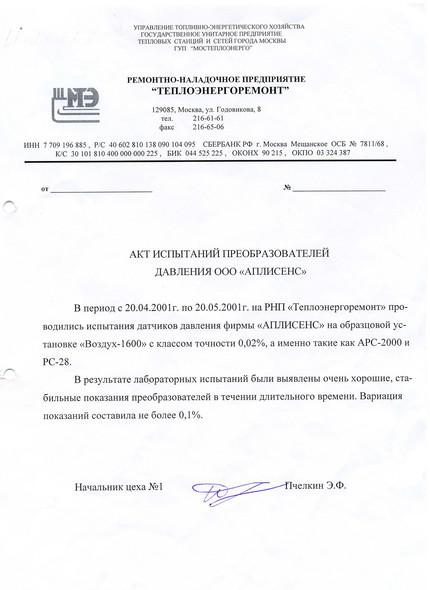 УПРАВЛЕНИЕ ТОПЛИВНО-ЭНЕРГЕТИЧЕСКОГО ХОЗЯЙСТВА
ГОСУДАРСТВЕННОЕ УНИТАРНОЕ ПРЕДПРИЯТИЕ
ТЕПЛОВЫХ СТАНЦИЙ И СЕТЕЙ ГОРОДА МОСКВЫ
ГУП "МОСТЕПЛОЭНЕРГО"
МТЭ
РЕМОНТНО-НАЛАДОЧНОЕ ПРЕДПРИЯТИЕ
“ТЕПЛОЭНЕРГОРЕМОНТ”
129085, Москва, ул. Годовикова, 8
тел. 216-61-61
факс 216-65-06
ИНН 7 709 196 885 , Р/С 40 602 810 138 090 104 095 СБЕРБАНК РФ г. Москва Мещанское ОСБ № 7811/68 ,
К/С 30 101 810 400 000 000 225 , БИК 044 525 225 , ОКОНХ 90 215 , ОКПО 03 324 387
от
№
АКТ ИСПЫТАНИЙ ПРЕОБРАЗОВАТЕЛЕЙ
ДАВЛЕНИЯ ООО «АПЛИСЕНС»
В период с 20.04.2001г. по 20.05.2001г. на РНП «Теплоэнергоремонт» про-
водились испытания датчиков давления фирмы «АПЛИСЕНС» на образцовой ус-
тановке «Воздух-1600» с классом точности 0,02%, а именно такие как АРС-2000 и
РС-28.
В результате лабораторных испытаний были выявлены очень хорошие, ста-
бильные показания преобразователей в течении длительного времени. Вариация
показаний составила не более 0,1%.
Начальник цеха №1 Пчелкин Э.Ф.